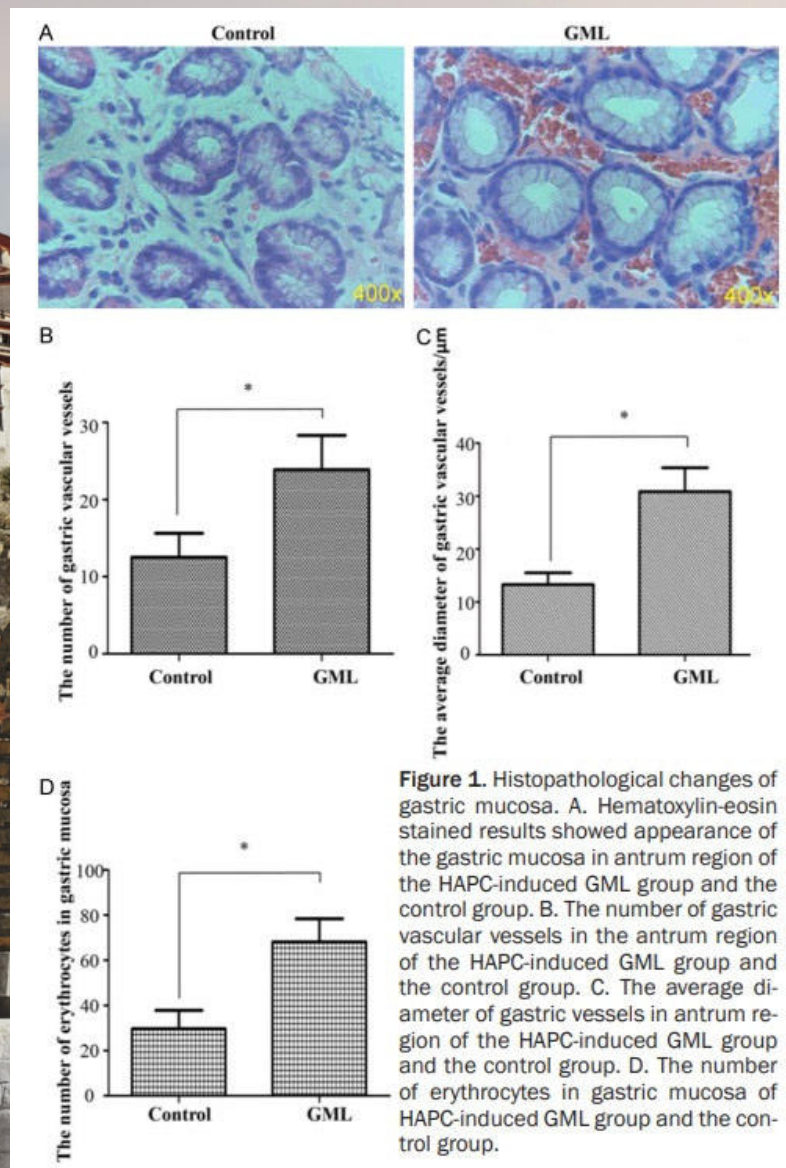 A
Control
GML
400x
400x
B
The number of gastric vascular vessels
30
20
10
0
*
Control
GML
C
The average diameter of gastric vascular vessels/μm
40
30
20
10
0
*
Control
GML
D
The number of erythrocytes in gastric mucosa
100
80
60
40
20
0
*
Control
GML
Figure 1. Histopathological changes of
gastric mucosa. A. Hematoxylin-eosin
stained results showed appearance of
the gastric mucosa in antrum region of
the HAPC-induced GML group and the
control group. B. The number of gastric
vascular vessels in the antrum region
of the HAPC-induced GML group and
the control group. C. The average di-
ameter of gastric vessels in antrum re-
gion of the HAPC-induced GML group
and the control group. D. The number
of erythrocytes in gastric mucosa of
HAPC-induced GML group and the con-
trol group.